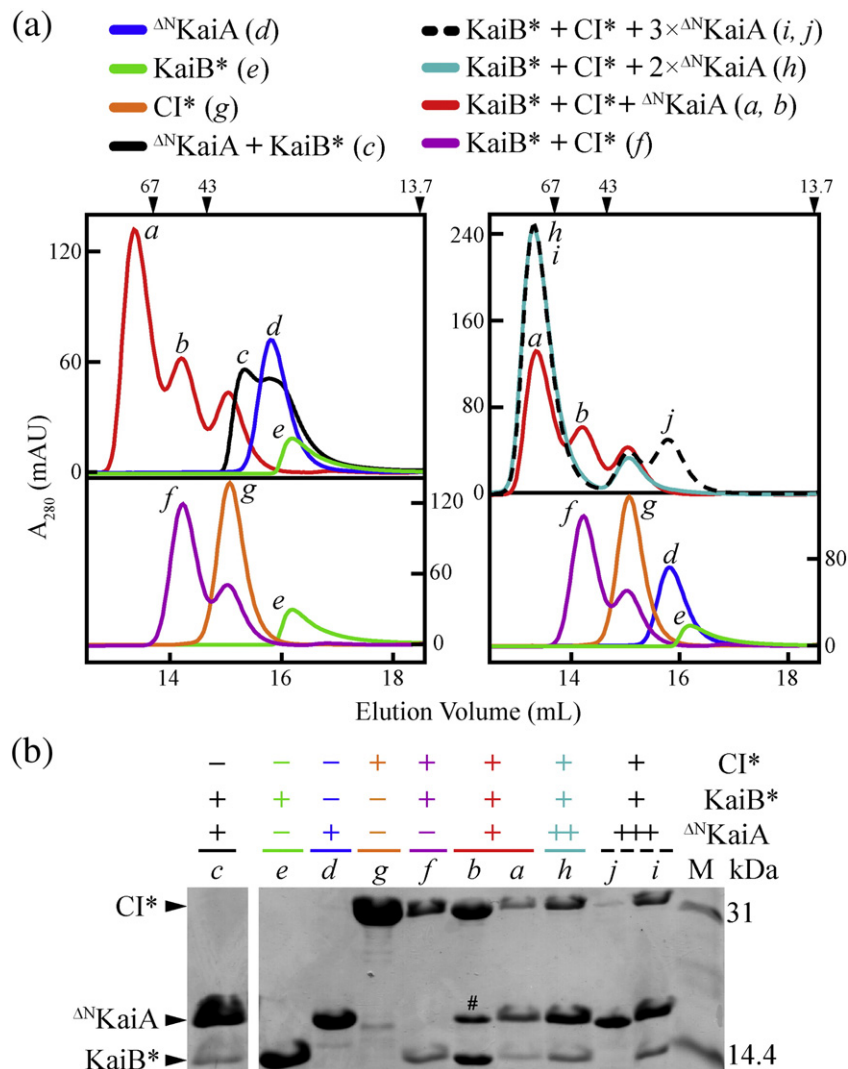 (a)
ΔNKaiA (d)
KaiB* (e)
CI* (g)
ΔNKaiA + KaiB* (c)
KaiB* + CI* + 3×ΔNKaiA (i, j)
KaiB* + CI* + 2×ΔNKaiA (h)
KaiB* + CI* + ΔNKaiA (a, b)
KaiB* + CI* (f)
67 43 13.7 67 43 13.7
a b c d e
120
60
0
h i a b j
240
160
80
0
f g e
120
60
0
f g d e
80
0
A280 (mAU)
14 16 18 14 16 18
Elution Volume (mL)
(b)
– – – + + + + + CI*
+ + – – + + + + KaiB*
+ – + – – + ++ +++ ΔNKaiA
c e d g f b a h j i M kDa
CI* 31
ΔNKaiA #
KaiB* 14.4